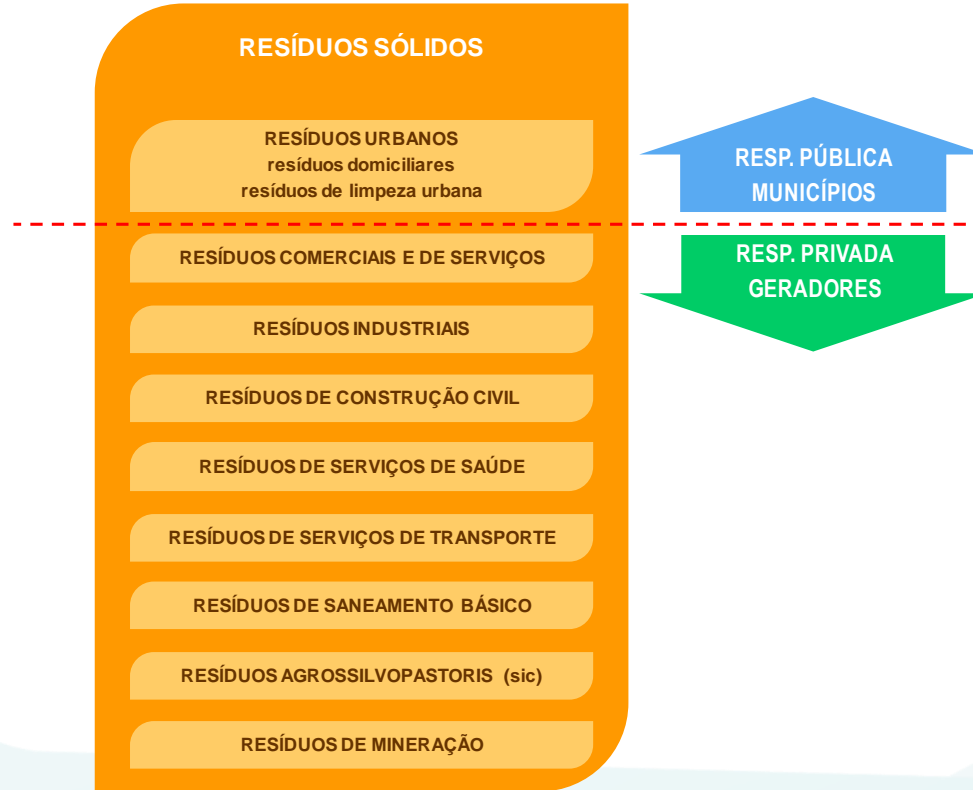 RESÍDUOS SÓLIDOS
RESÍDUOS URBANOS
resíduos domiciliares
resíduos de limpeza urbana
RESP. PÚBLICA
MUNICÍPIOS
RESÍDUOS COMERCIAIS E DE SERVIÇOS
RESP. PRIVADA
GERADORES
RESÍDUOS INDUSTRIAIS
RESÍDUOS DE CONSTRUÇÃO CIVIL
RESÍDUOS DE SERVIÇOS DE SAÚDE
RESÍDUOS DE SERVIÇOS DE TRANSPORTE
RESÍDUOS DE SANEAMENTO BÁSICO
RESÍDUOS AGROSSILVOPASTORIS (sic)
RESÍDUOS DE MINERAÇÃO